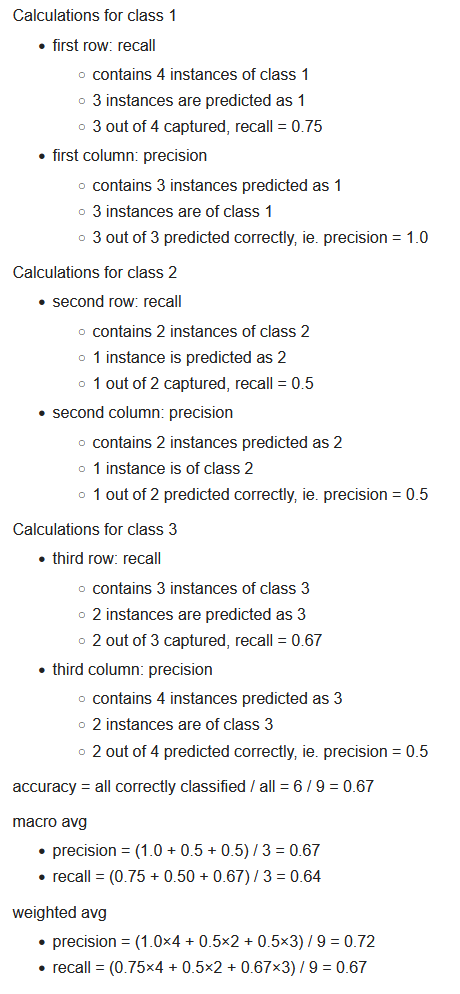 Calculations for class 1
• first row: recall
○ contains 4 instances of class 1
○ 3 instances are predicted as 1
○ 3 out of 4 captured, recall = 0.75
• first column: precision
○ contains 3 instances predicted as 1
○ 3 instances are of class 1
○ 3 out of 3 predicted correctly, ie. precision = 1.0
Calculations for class 2
• second row: recall
○ contains 2 instances of class 2
○ 1 instance is predicted as 2
○ 1 out of 2 captured, recall = 0.5
• second column: precision
○ contains 2 instances predicted as 2
○ 1 instance is of class 2
○ 1 out of 2 predicted correctly, ie. precision = 0.5
Calculations for class 3
• third row: recall
○ contains 3 instances of class 3
○ 2 instances are predicted as 3
○ 2 out of 3 captured, recall = 0.67
• third column: precision
○ contains 4 instances predicted as 3
○ 2 instances are of class 3
○ 2 out of 4 predicted correctly, ie. precision = 0.5
accuracy = all correctly classified / all = 6 / 9 = 0.67
macro avg
• precision = (1.0 + 0.5 + 0.5) / 3 = 0.67
• recall = (0.75 + 0.50 + 0.67) / 3 = 0.64
weighted avg
• precision = (1.0×4 + 0.5×2 + 0.5×3) / 9 = 0.72
• recall = (0.75×4 + 0.5×2 + 0.67×3) / 9 = 0.67